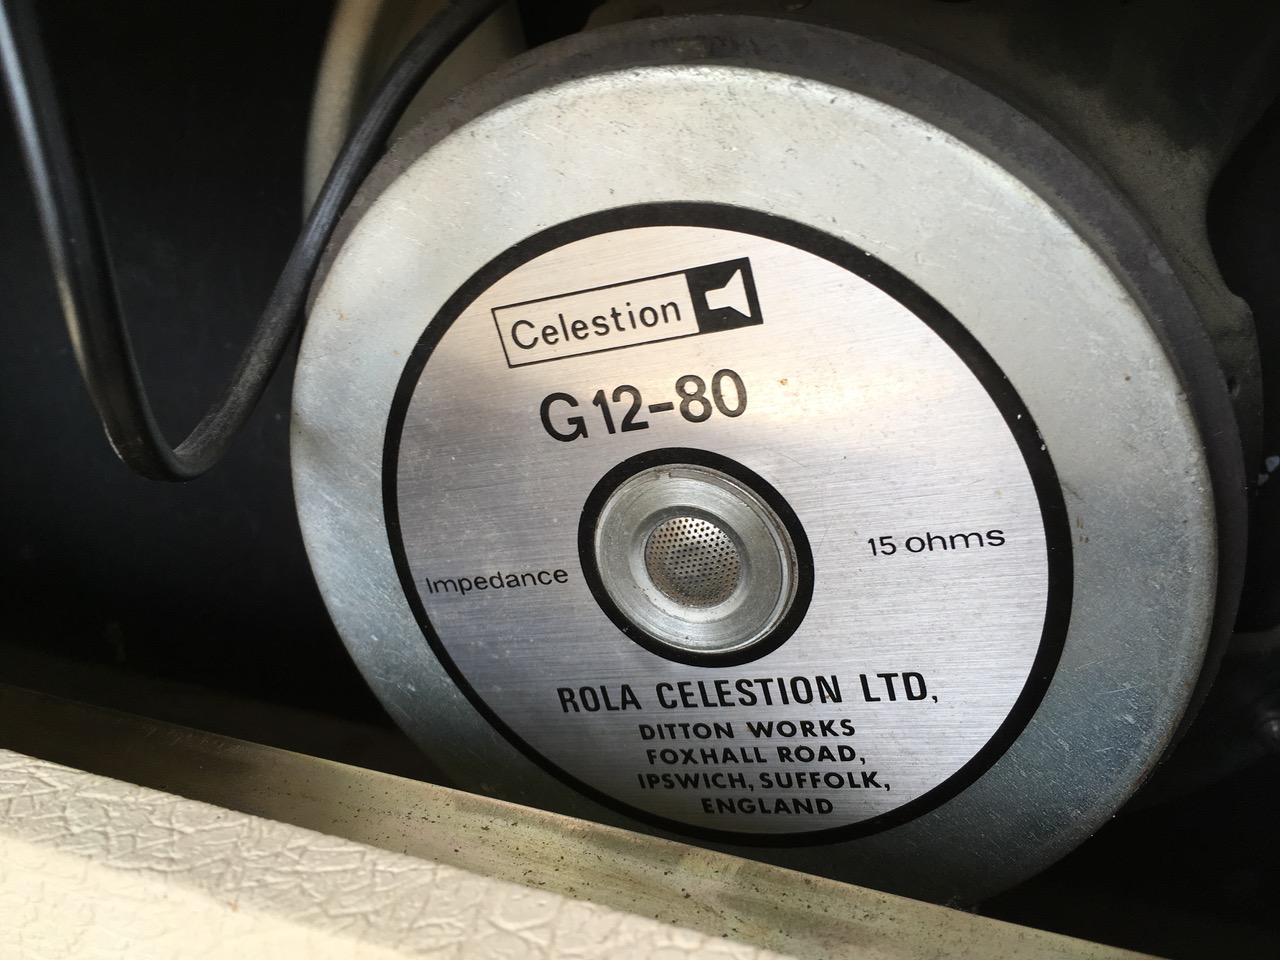 Celestion
G12-80
Impedance 15 ohms
ROLA CELESTION LTD,
DITTON WORKS
FOXHALL ROAD,
IPSWICH, SUFFOLK,
ENGLAND